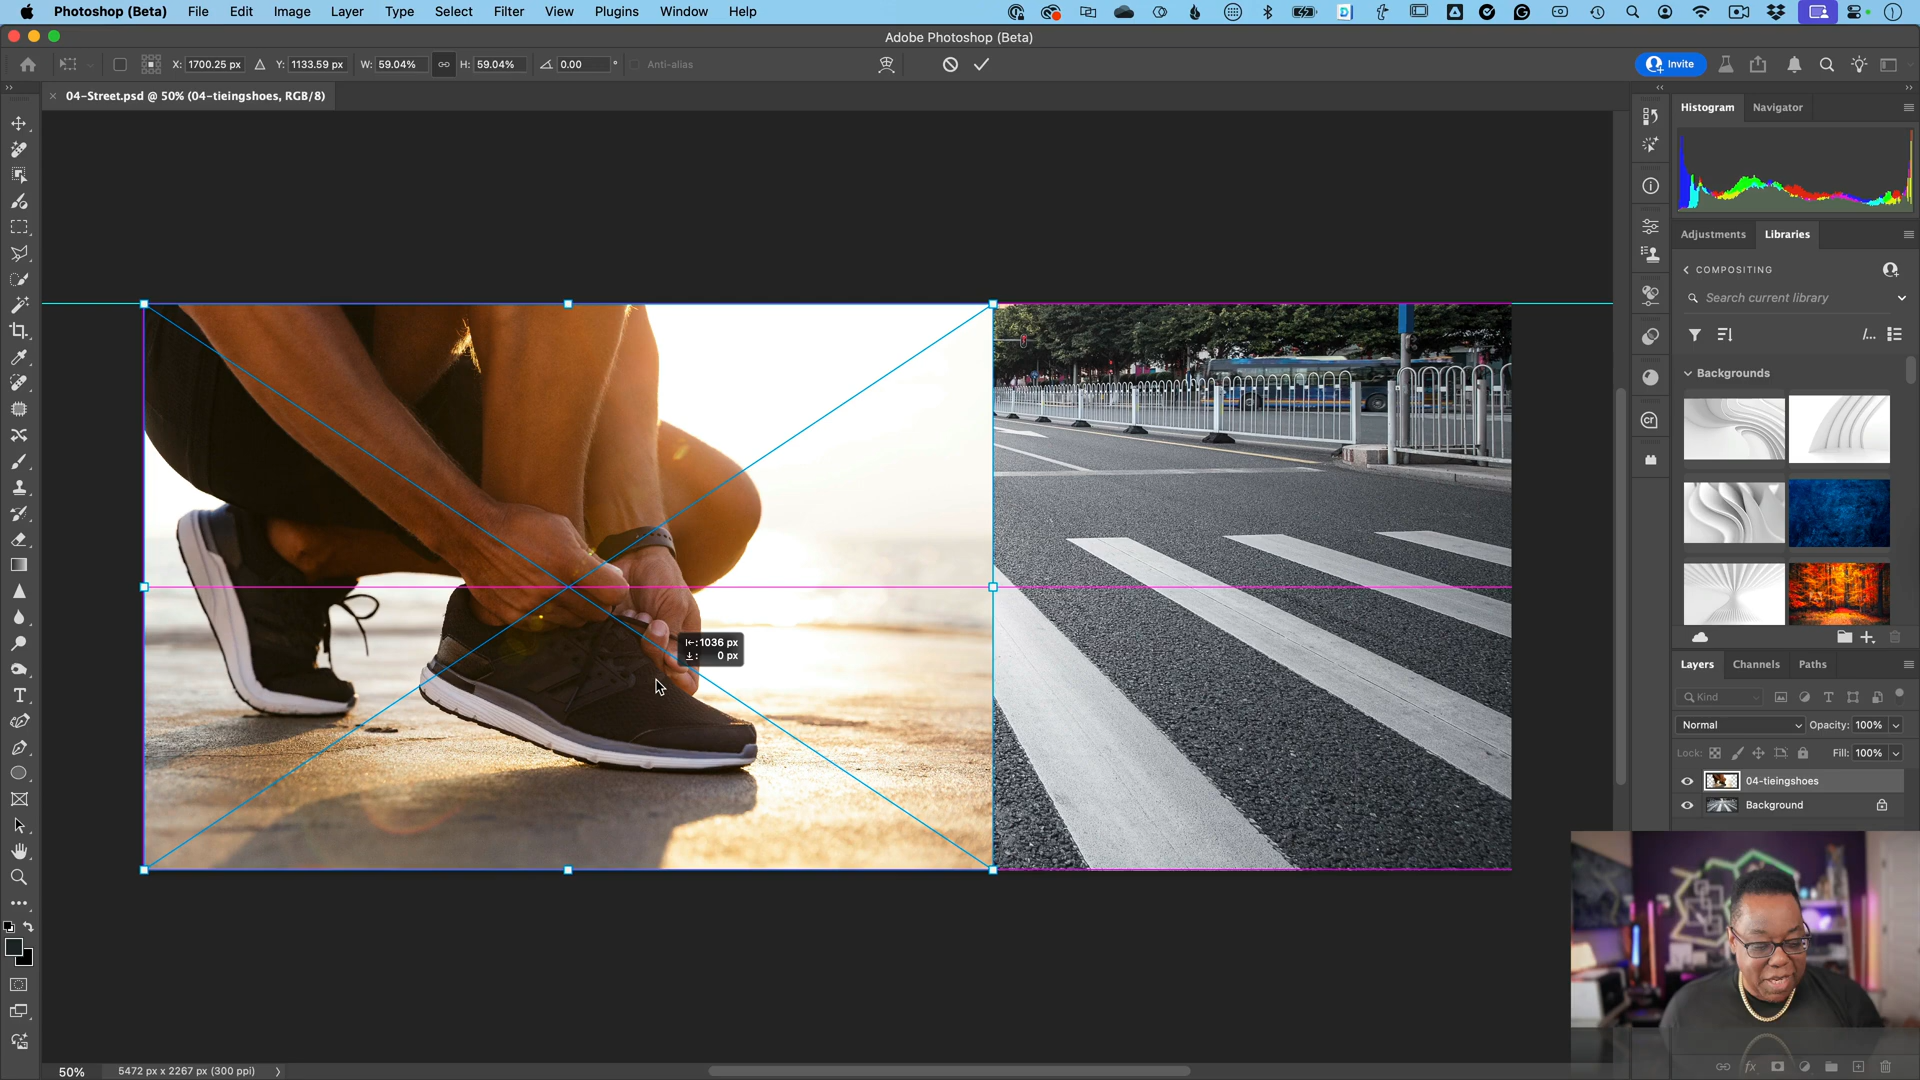 Photoshop (Beta) File Edit Image Layer Type Select Filter View Plugins Window Help
Adobe Photoshop (Beta)
X: 1700.25 px Y: 1133.59 px W: 59.04% H: 59.04% 0.00 ° Anti-alias Invite
× 04-Street.psd @ 50% (04-tieingshoes, RGB/8)
Histogram Navigator
Adjustments Libraries
COMPOSITING
Search current library
Backgrounds
cr
1036 px
0 px
Layers Channels Paths
Kind
Normal Opacity: 100%
Lock: Fill: 100%
04-tieingshoes
Background
fx
50% 5472 px x 2267 px (300 ppi)